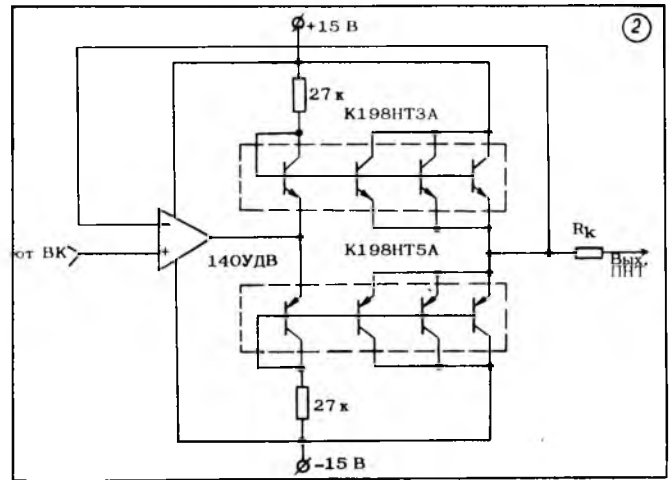 +15 В
2
27 к
К198НТ3А
−
+
от ВК
140УДВ
К198НТ5А
Rк
Вых.
ПНТ
27 к
−15 В